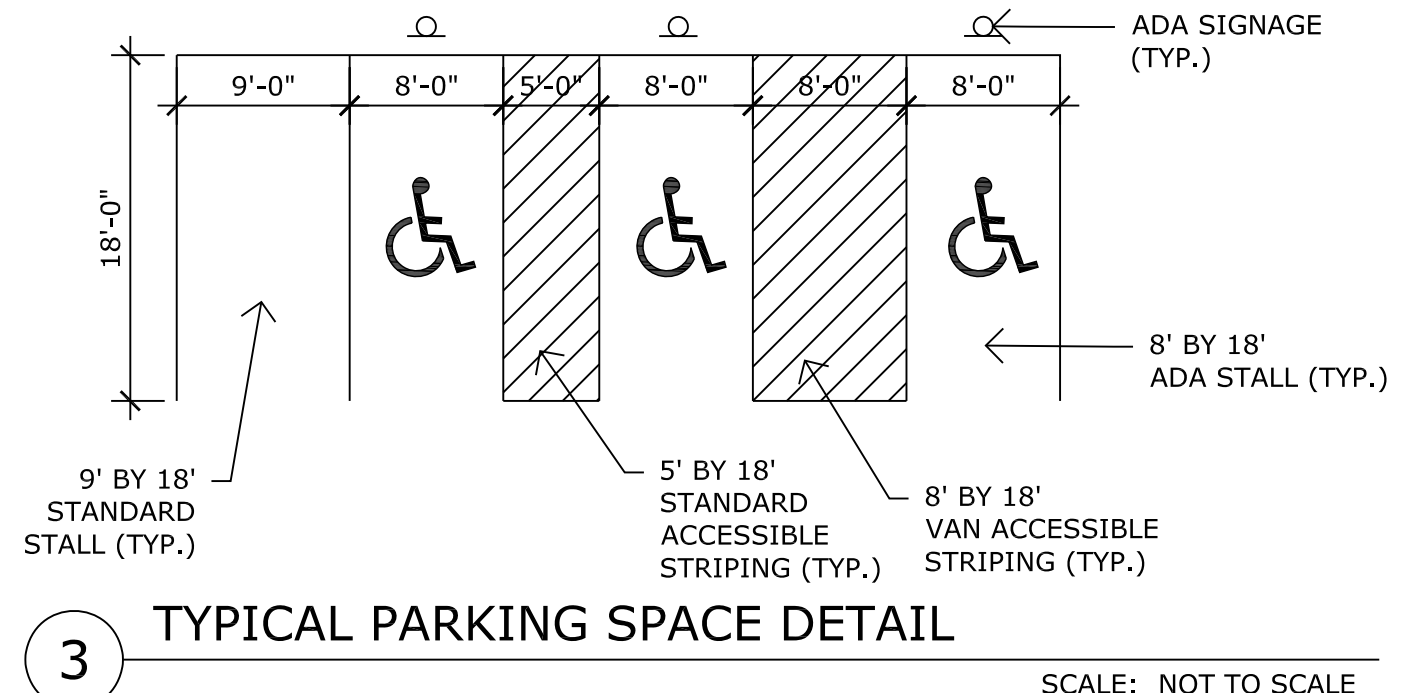 ADA SIGNAGE
(TYP.)
9'-0" 8'-0" 5'-0" 8'-0" 8'-0" 8'-0"
18'-0"
8' BY 18'
ADA STALL (TYP.)
9' BY 18'
STANDARD
STALL (TYP.)
5' BY 18'
STANDARD
ACCESSIBLE
STRIPING (TYP.)
8' BY 18'
VAN ACCESSIBLE
STRIPING (TYP.)
3
TYPICAL PARKING SPACE DETAIL
SCALE: NOT TO SCALE